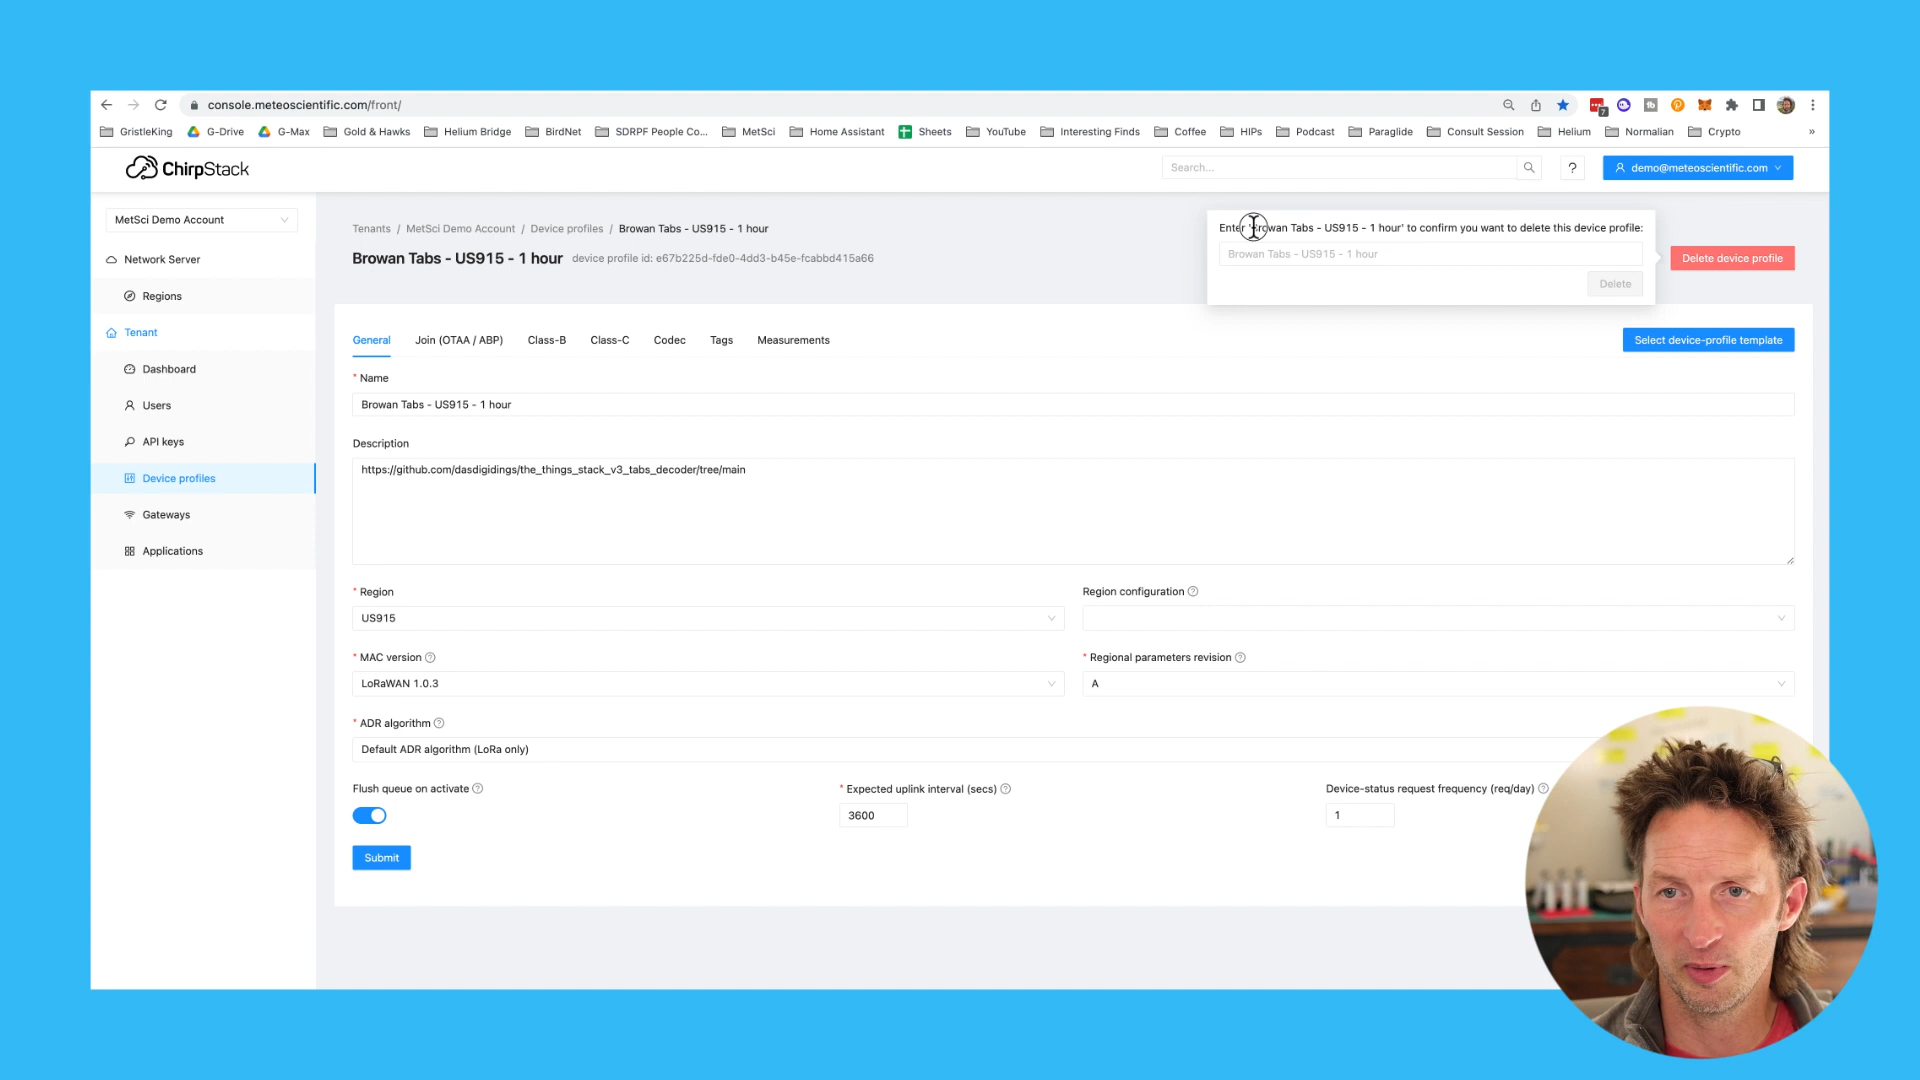 console.meteoscientific.com/front/
7
GristleKing G-Drive G-Max Gold & Hawks Helium Bridge BirdNet SDRPF People Co... MetSci Home Assistant Sheets YouTube Interesting Finds Coffee HIPs Podcast Paraglide Consult Session Helium Normalian Crypto »
ChirpStack
Search...
?
demo@meteoscientific.com
MetSci Demo Account
Network Server
Regions
Tenant
Dashboard
Users
API keys
Device profiles
Gateways
Applications
Tenants / MetSci Demo Account / Device profiles / Browan Tabs - US915 - 1 hour
Browan Tabs - US915 - 1 hour device profile id: e67b225d-fde0-4dd3-b45e-fcabbd415a66
Enter 'Browan Tabs - US915 - 1 hour' to confirm you want to delete this device profile:
Browan Tabs - US915 - 1 hour
Delete
Delete device profile
General Join (OTAA / ABP) Class-B Class-C Codec Tags Measurements
Select device-profile template
* Name
Browan Tabs - US915 - 1 hour
Description
https://github.com/dasdigidings/the_things_stack_v3_tabs_decoder/tree/main
* Region
US915
Region configuration
* MAC version
LoRaWAN 1.0.3
* Regional parameters revision
A
* ADR algorithm
Default ADR algorithm (LoRa only)
Flush queue on activate
* Expected uplink interval (secs)
3600
Device-status request frequency (req/day)
1
Submit